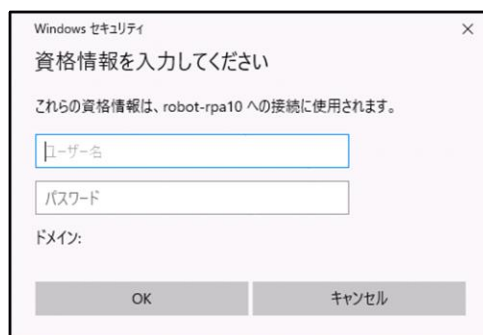 Windows セキュリティ
資格情報を入力してください
これらの資格情報は、robot-rpa10 への接続に使用されます。
ユーザー名
パスワード
ドメイン:
OK
キャンセル